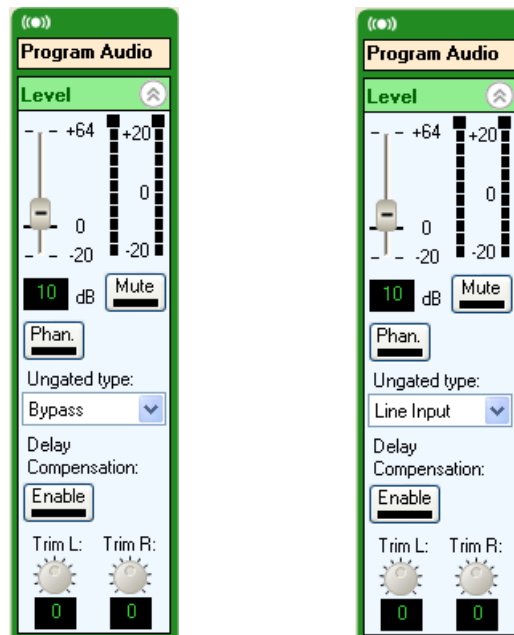 ((●))
Program Audio
Level
+64 +20
0
0
-20 -20
10 dB Mute
Phan.
Ungated type:
Bypass
Delay
Compensation:
Enable
Trim L: Trim R:
0 0
((●))
Program Audio
Level
+64 +20
0
0
-20 -20
10 dB Mute
Phan.
Ungated type:
Line Input
Delay
Compensation:
Enable
Trim L: Trim R:
0 0